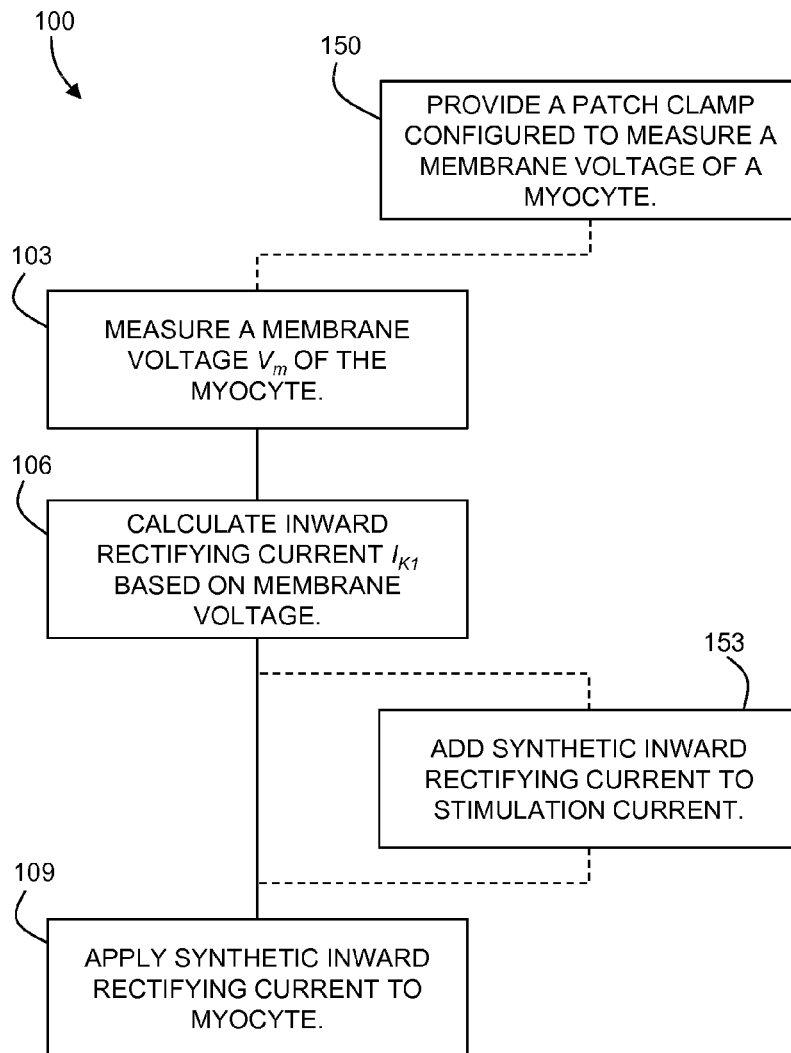 100
150
PROVIDE A PATCH CLAMP
CONFIGURED TO MEASURE A
MEMBRANE VOLTAGE OF A
MYOCYTE.
103
MEASURE A MEMBRANE
VOLTAGE Vm OF THE
MYOCYTE.
106
CALCULATE INWARD
RECTIFYING CURRENT IK1
BASED ON MEMBRANE
VOLTAGE.
153
ADD SYNTHETIC INWARD
RECTIFYING CURRENT TO
STIMULATION CURRENT.
109
APPLY SYNTHETIC INWARD
RECTIFYING CURRENT TO
MYOCYTE.